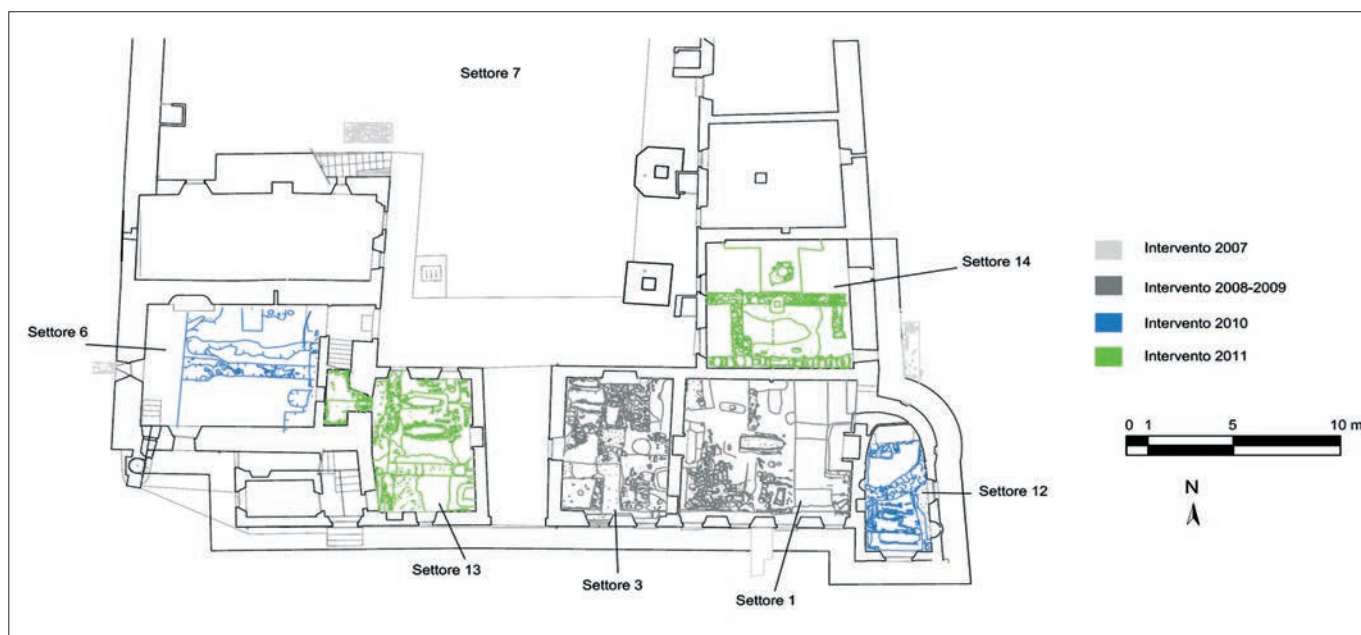 Settore 7
Settore 14
Settore 6
Settore 12
Settore 13
Settore 3
Settore 1
Intervento 2007
Intervento 2008-2009
Intervento 2010
Intervento 2011
0 1 5 10 m
N